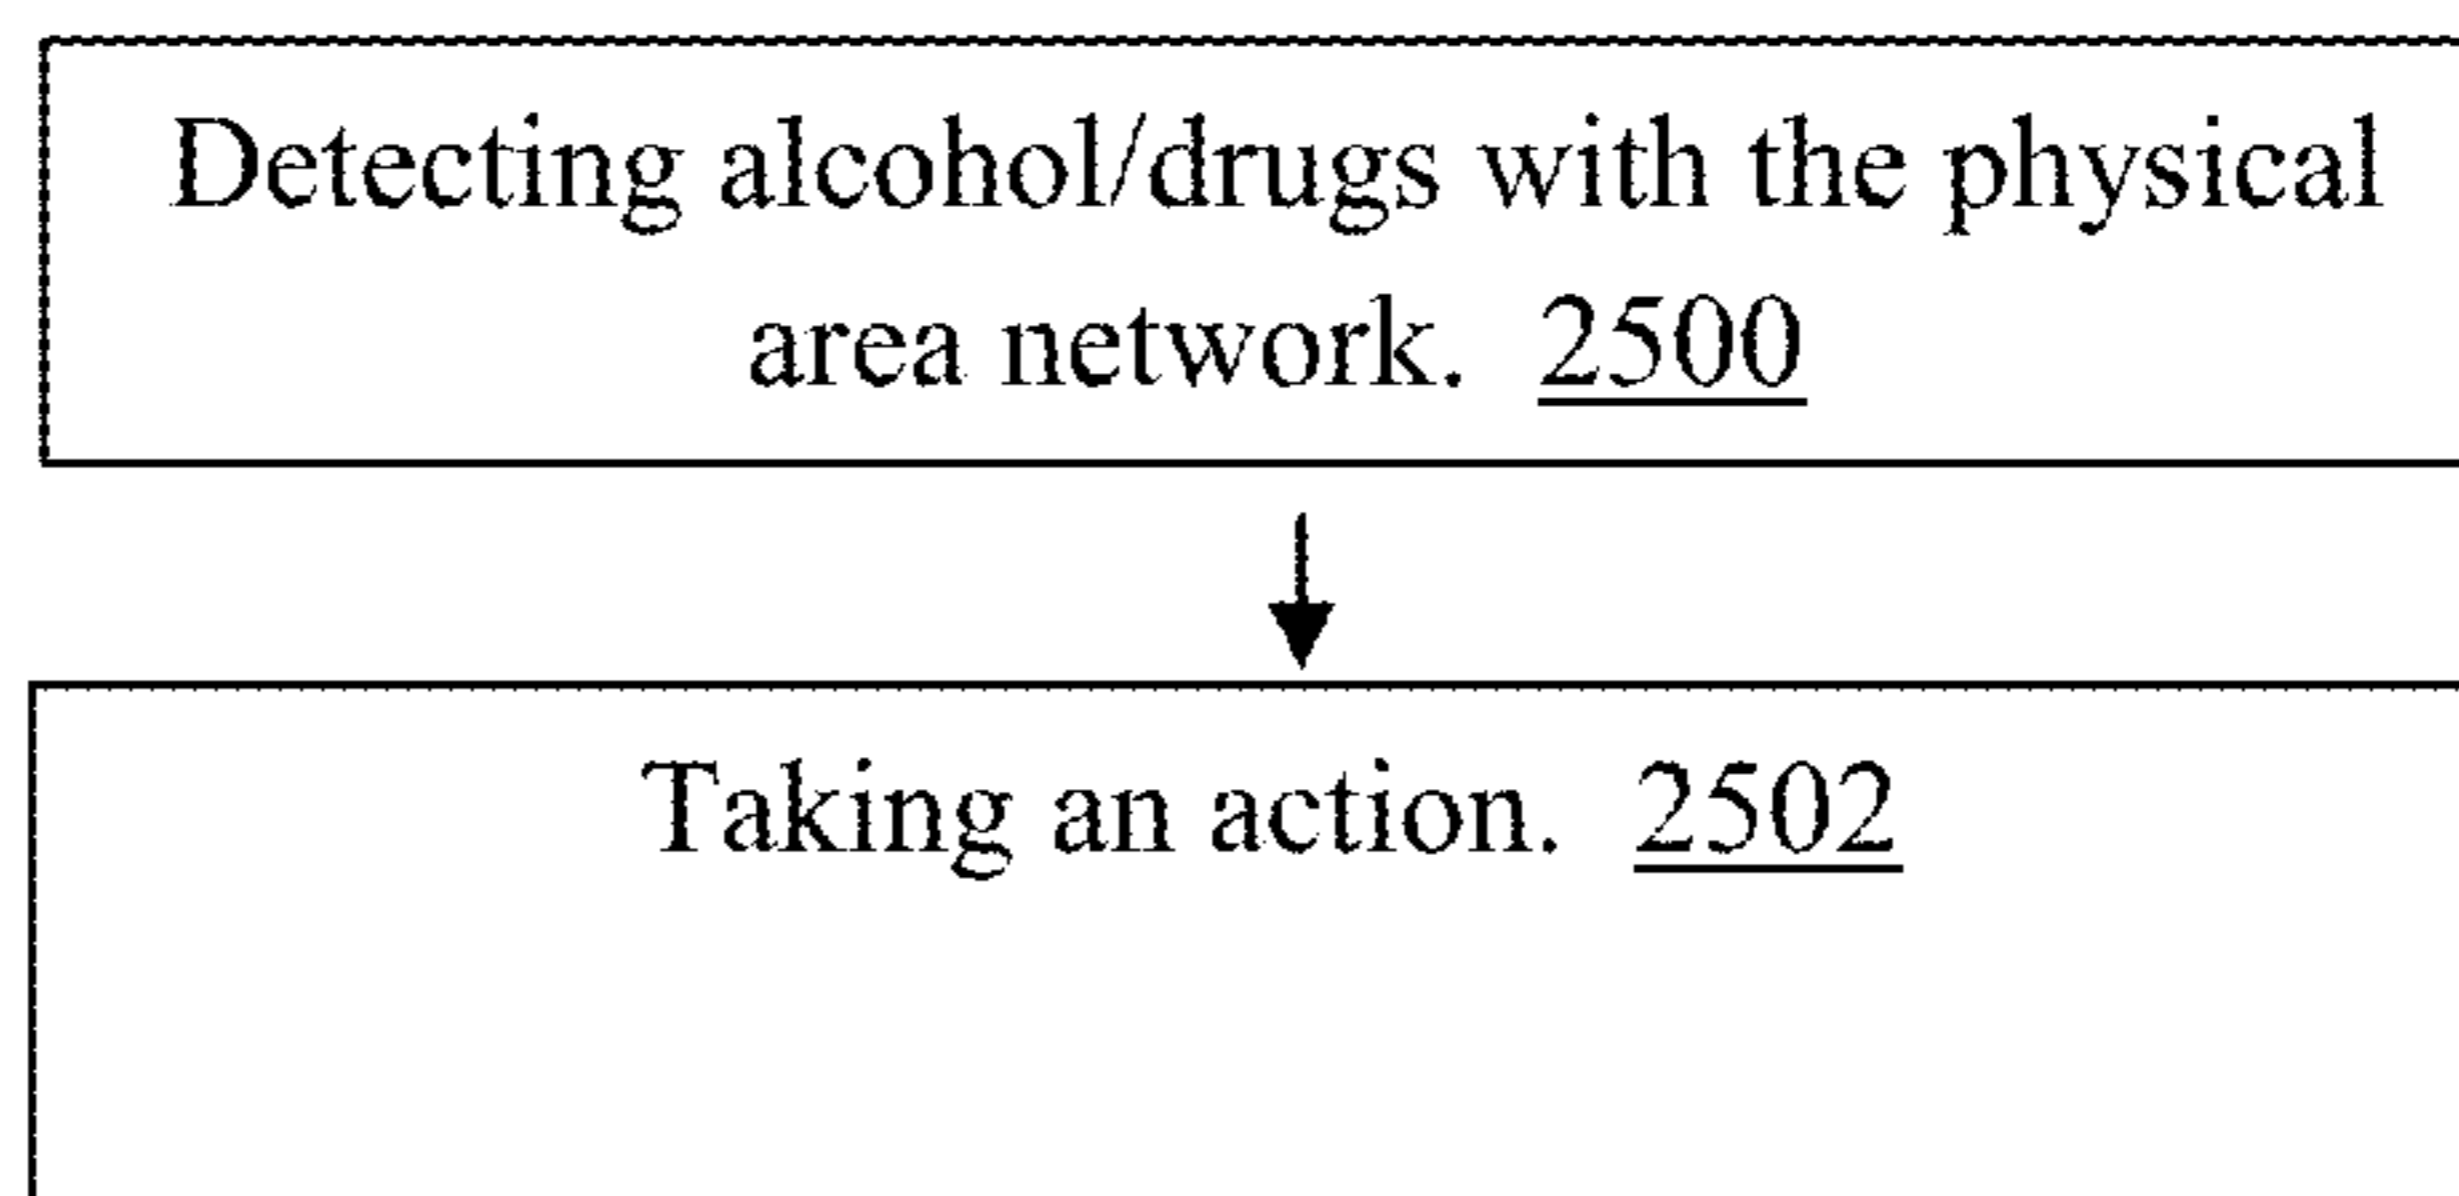 Detecting alcohol/drugs with the physical
area network. 2500
Taking an action. 2502